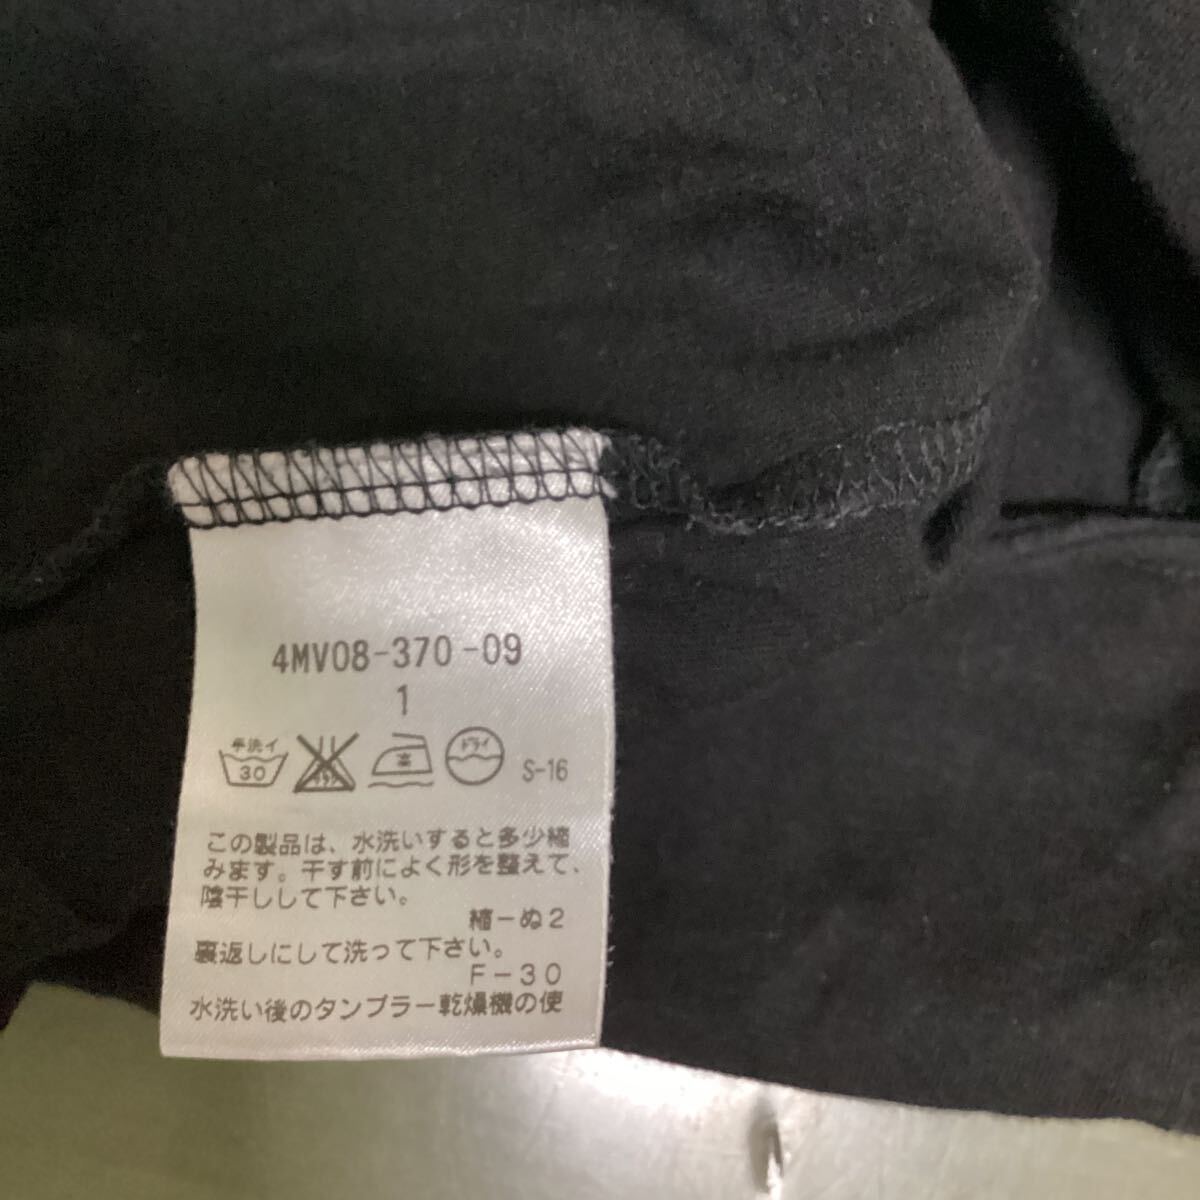 4MV08-370-09
1
手洗イ
30
高
ドライ
S-16
この製品は、水洗いすると多少縮
みます。干す前によく形を整えて、
陰干しして下さい。
縮ーぬ2
裏返しにして洗って下さい。
F-30
水洗い後のタンブラー乾燥機の使